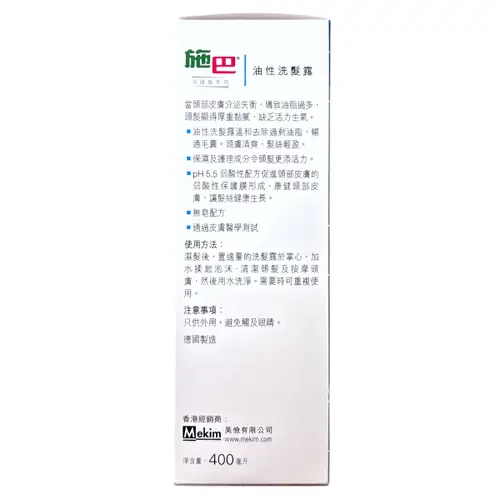 施巴
油性洗髮露
當頭部皮膚分泌失衡，導致油脂過多，
頭髮顯得厚重黏膩，缺乏活力生氣。
油性洗髮露溫和去除過剩油脂，暢
通毛囊。頭膚清爽，髮絲輕盈。
保濕及護理成分令頭髮更添活力。
pH 5.5 弱酸性配方促進頭部皮膚的
弱酸性保護膜形成，康健頭部皮
膚，讓髮絲健康生長。
無皂配方
通過皮膚醫學測試
使用方法：
濕髮後，置適量的洗髮露於掌心，加
水揉起泡沫，清潔頭髮及按摩頭
膚，然後用水洗淨。需要時可重複使
用。
注意事項：
只供外用。避免觸及眼睛。
德國製造
香港經銷商：
Mekim 美儉有限公司
www.mekim.com
淨含量：400毫升